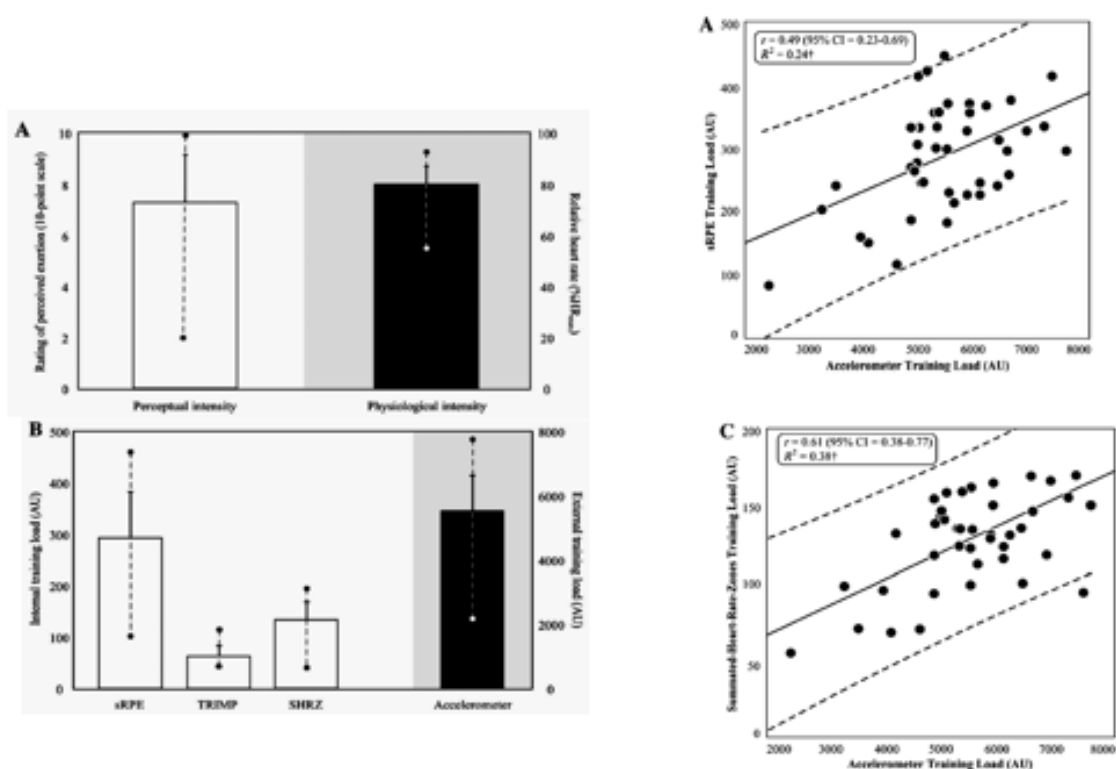 A
10
8
6
4
2
0
Rating of perceived exertion (10-point scale)
100
80
60
40
20
0
Relative heart rate (%HRmax)
Perceptual intensity
Physiological intensity
B
500
400
300
200
100
0
Internal training load (AU)
8000
6000
4000
2000
0
External training load (AU)
sRPE
TRIMP
SHRZ
Accelerometer
A
r = 0.49 (95% CI = 0.23-0.69)
R² = 0.24†
500
400
300
200
100
0
sRPE Training Load (AU)
2000
3000
4000
5000
6000
7000
8000
Accelerometer Training Load (AU)
C
r = 0.61 (95% CI = 0.38-0.77)
R² = 0.38†
200
150
100
50
0
Summated-Heart-Rate-Zones Training Load (AU)
2000
3000
4000
5000
6000
7000
8000
Accelerometer Training Load (AU)